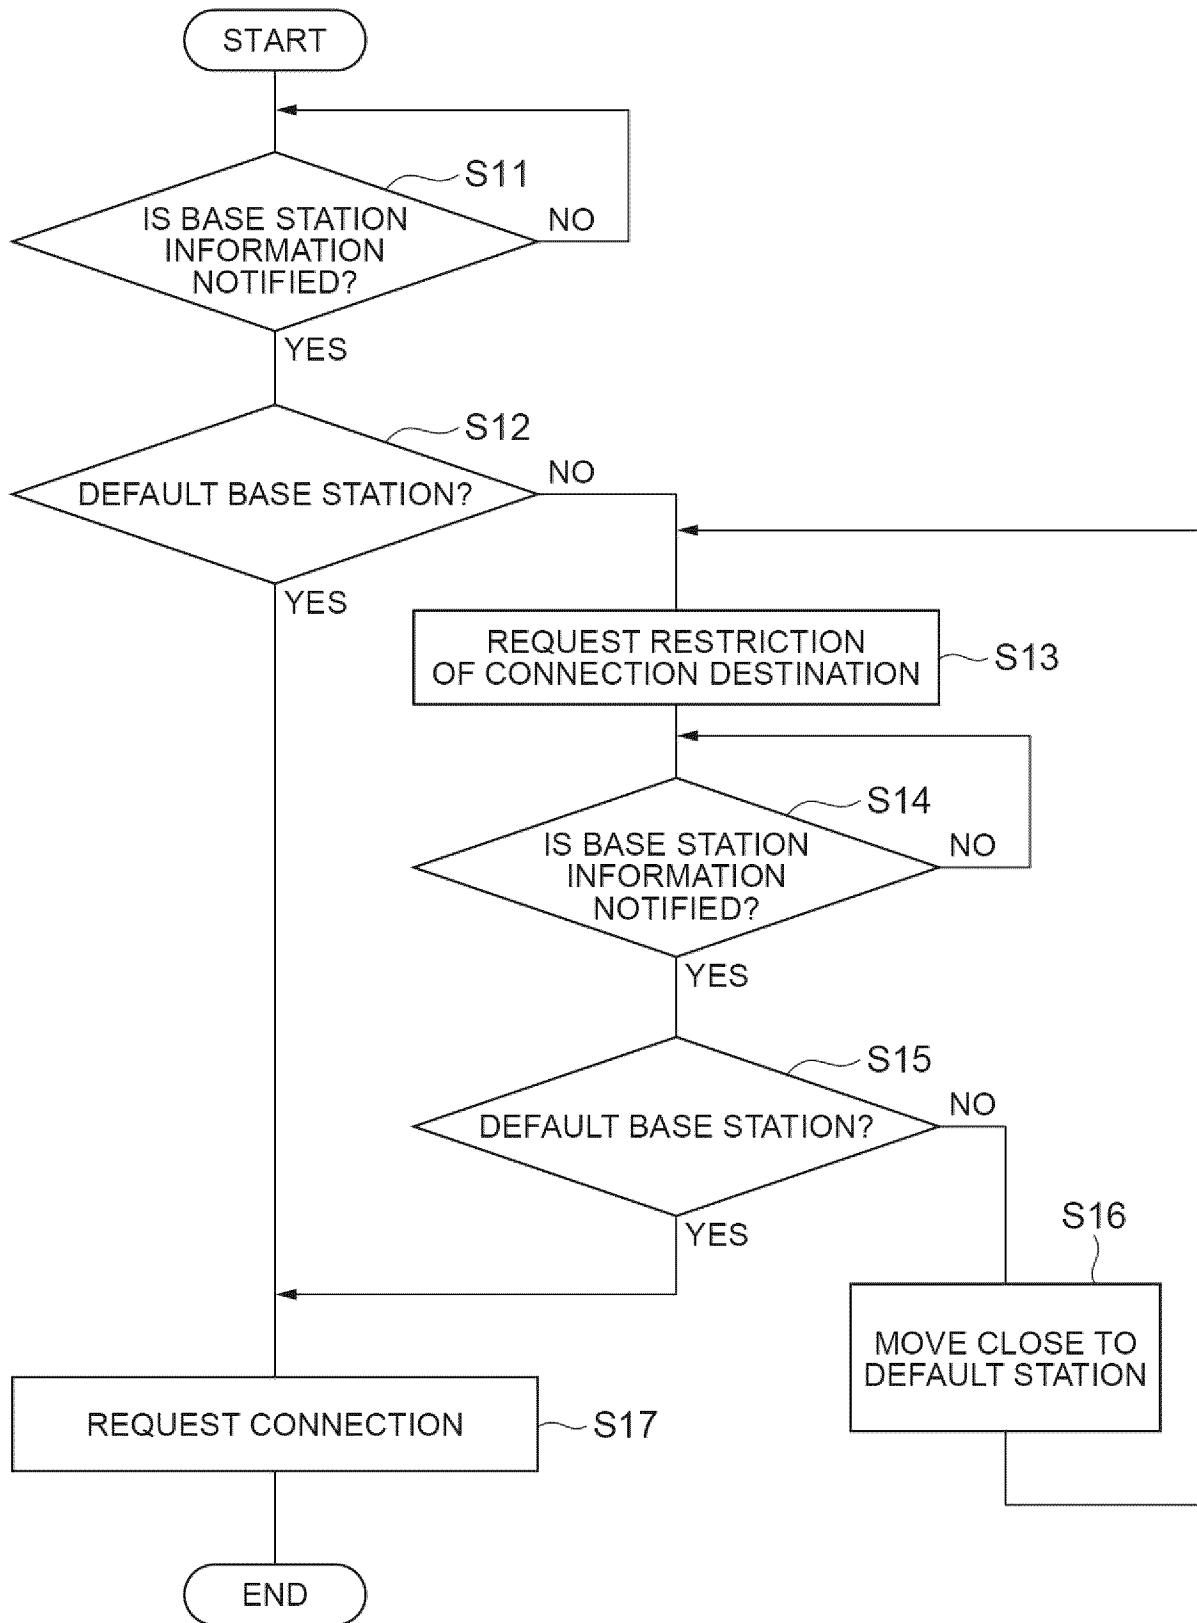 START
S11
IS BASE STATION
INFORMATION
NOTIFIED?
NO
YES
S12
DEFAULT BASE STATION?
NO
YES
REQUEST RESTRICTION
OF CONNECTION DESTINATION
S13
S14
IS BASE STATION
INFORMATION
NOTIFIED?
NO
YES
S15
DEFAULT BASE STATION?
NO
YES
S16
MOVE CLOSE TO
DEFAULT STATION
REQUEST CONNECTION
S17
END